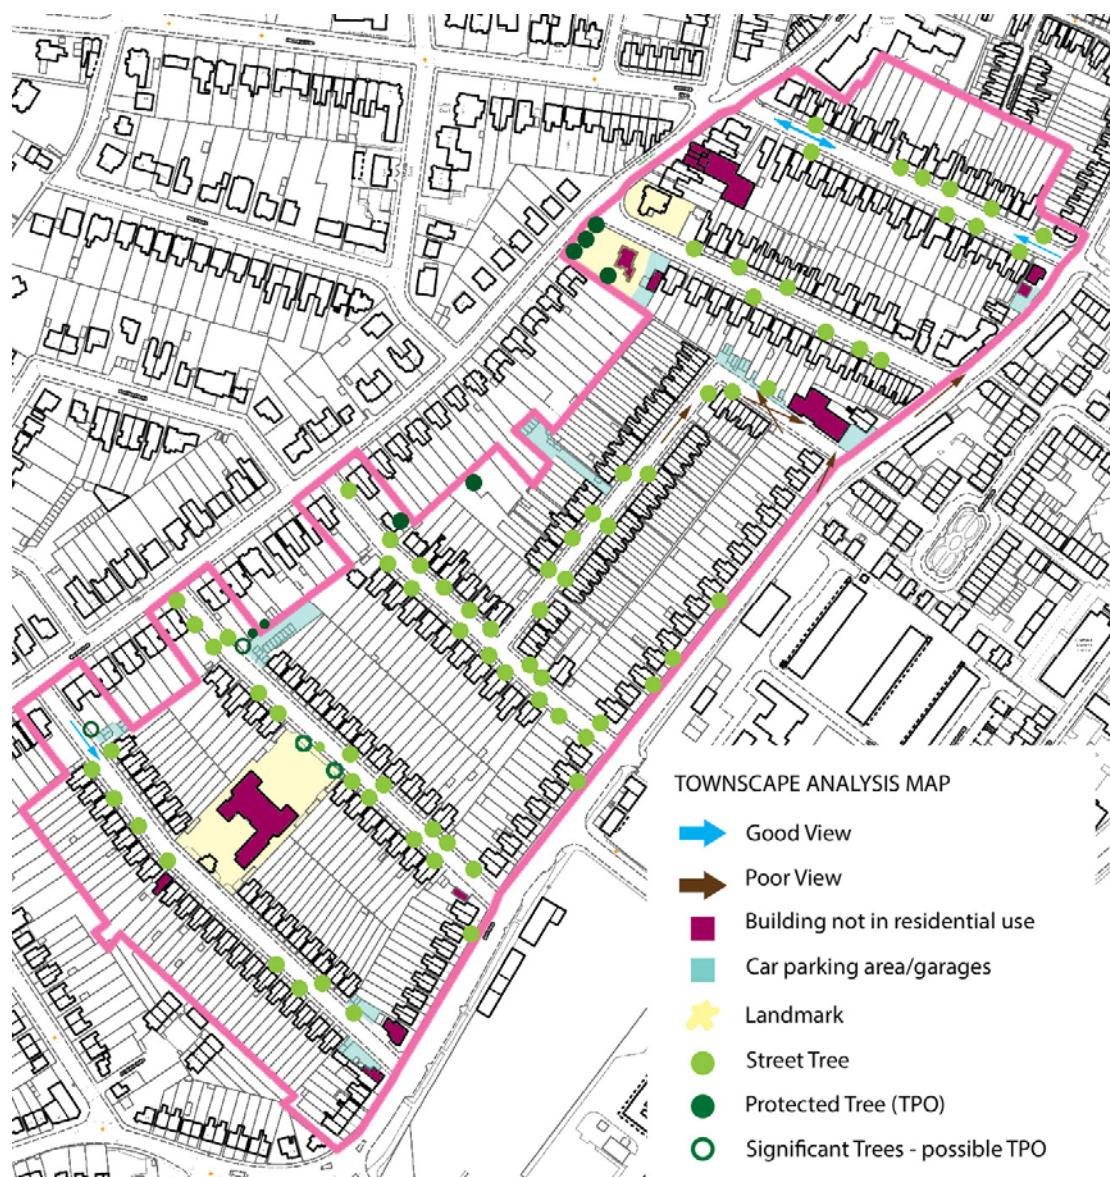 TOWNSCAPE ANALYSIS MAP
Good View
Poor View
Building not in residential use
Car parking area/garages
Landmark
Street Tree
Protected Tree (TPO)
Significant Trees - possible TPO